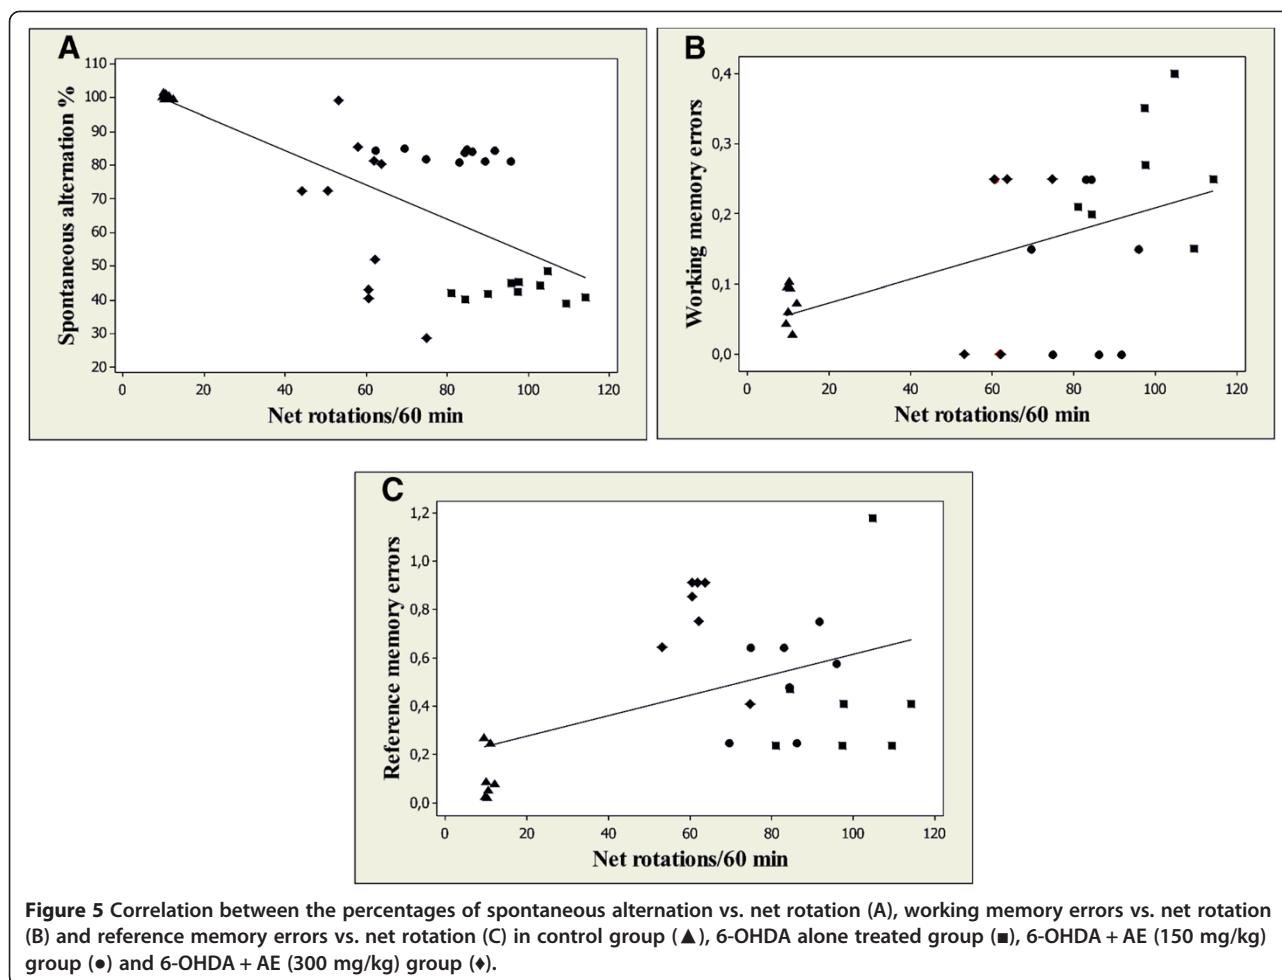 A
Spontaneous alternation %
110
100
90
80
70
60
50
40
30
20
0 20 40 60 80 100 120
Net rotations/60 min
B
Working memory errors
0,4
0,3
0,2
0,1
0,0
0 20 40 60 80 100 120
Net rotations/60 min
C
Reference memory errors
1,2
1,0
0,8
0,6
0,4
0,2
0,0
0 20 40 60 80 100 120
Net rotations/60 min
Figure 5 Correlation between the percentages of spontaneous alternation vs. net rotation (A), working memory errors vs. net rotation
(B) and reference memory errors vs. net rotation (C) in control group (▲), 6-OHDA alone treated group (■), 6-OHDA + AE (150 mg/kg)
group (●) and 6-OHDA + AE (300 mg/kg) group (♦).